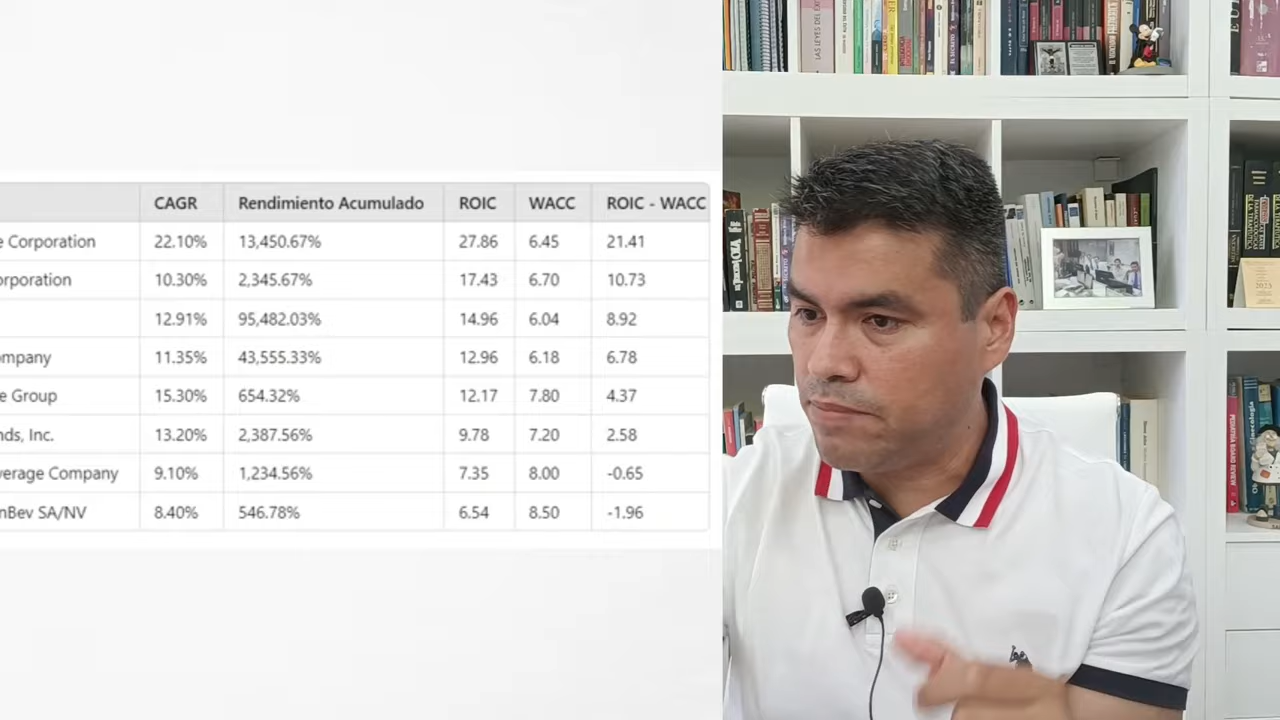 CAGR Rendimiento Acumulado ROIC WACC ROIC - WACC
e Corporation 22.10% 13,450.67% 27.86 6.45 21.41
orporation 10.30% 2,345.67% 17.43 6.70 10.73
12.91% 95,482.03% 14.96 6.04 8.92
ompany 11.35% 43,555.33% 12.96 6.18 6.78
e Group 15.30% 654.32% 12.17 7.80 4.37
nds, Inc. 13.20% 2,387.56% 9.78 7.20 2.58
verage Company 9.10% 1,234.56% 7.35 8.00 -0.65
nBev SA/NV 8.40% 546.78% 6.54 8.50 -1.96
LAS LEYES DEL
2023
Ginecología